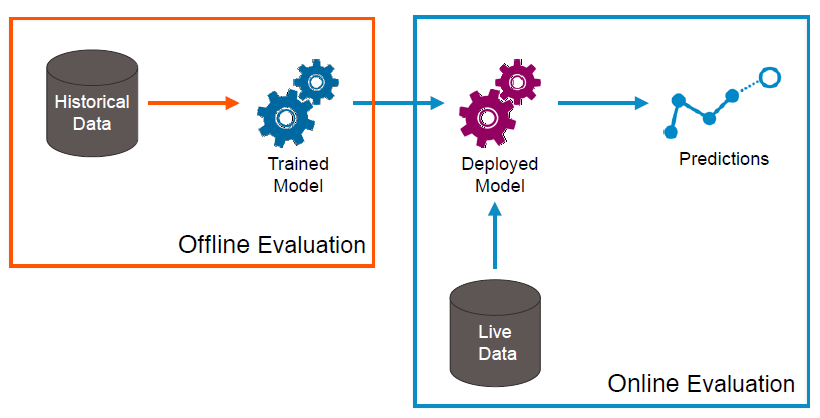 Historical
Data
Trained
Model
Offline Evaluation
Deployed
Model
Predictions
Live
Data
Online Evaluation